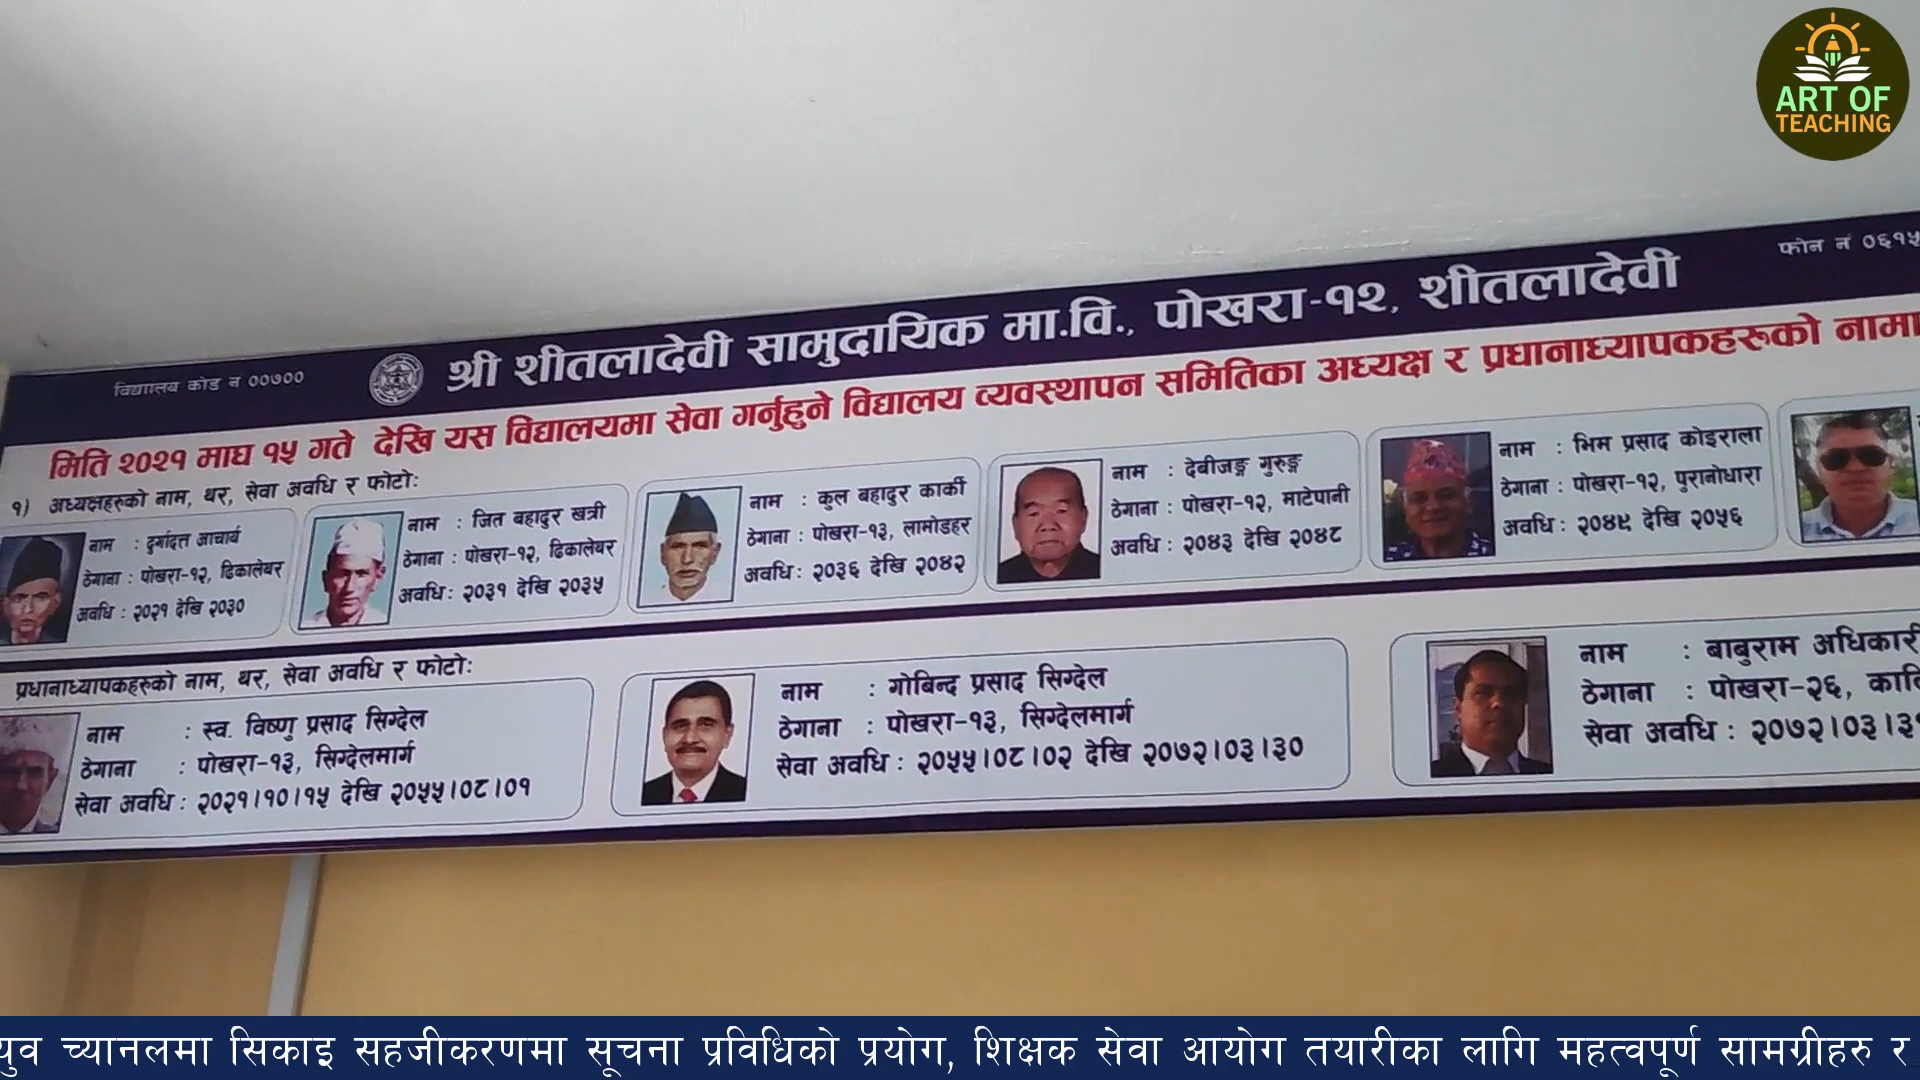 ART OF
TEACHING
फोन नं ०६१५
विद्यालय कोड नं ००७००
श्री शीतलादेवी सामुदायिक मा.वि., पोखरा-१२, शीतलादेवी
मिति २०२१ माघ १५ गते देखि यस विद्यालयमा सेवा गर्नुहुने विद्यालय व्यवस्थापन समितिका अध्यक्ष र प्रधानाध्यापकहरुको नामा
१) अध्यक्षहरुको नाम, थर, सेवा अवधि र फोटोः
नाम : दुर्गादत्त आचार्य
ठेगाना : पोखरा-१२, ढिकालेथर
अवधि : २०२१ देखि २०३०
नाम : जित बहादुर खत्री
ठेगाना : पोखरा-१२, ढिकालेथर
अवधि : २०३१ देखि २०३५
नाम : कुल बहादुर कार्की
ठेगाना : पोखरा-१३, लामोडहर
अवधि : २०३६ देखि २०४२
नाम : देबीजङ्ग गुरुङ्ग
ठेगाना : पोखरा-१२, माटेपानी
अवधि : २०४३ देखि २०४८
नाम : भिम प्रसाद कोइराला
ठेगाना : पोखरा-१२, पुरानोधारा
अवधि : २०४९ देखि २०५६
प्रधानाध्यापकहरुको नाम, थर, सेवा अवधि र फोटोः
नाम : स्व. विष्णु प्रसाद सिग्देल
ठेगाना : पोखरा-१३, सिग्देलमार्ग
सेवा अवधि : २०२१।१०।१५ देखि २०५५।०८।०१
नाम : गोबिन्द प्रसाद सिग्देल
ठेगाना : पोखरा-१३, सिग्देलमार्ग
सेवा अवधि : २०५५।०८।०२ देखि २०७२।०३।३०
नाम : बाबुराम अधिकारी
ठेगाना : पोखरा-२६, कालि
सेवा अवधि : २०७२।०३।३१
युव च्यानलमा सिकाइ सहजीकरणमा सूचना प्रविधिको प्रयोग, शिक्षक सेवा आयोग तयारीका लागि महत्वपूर्ण सामग्रीहरु र